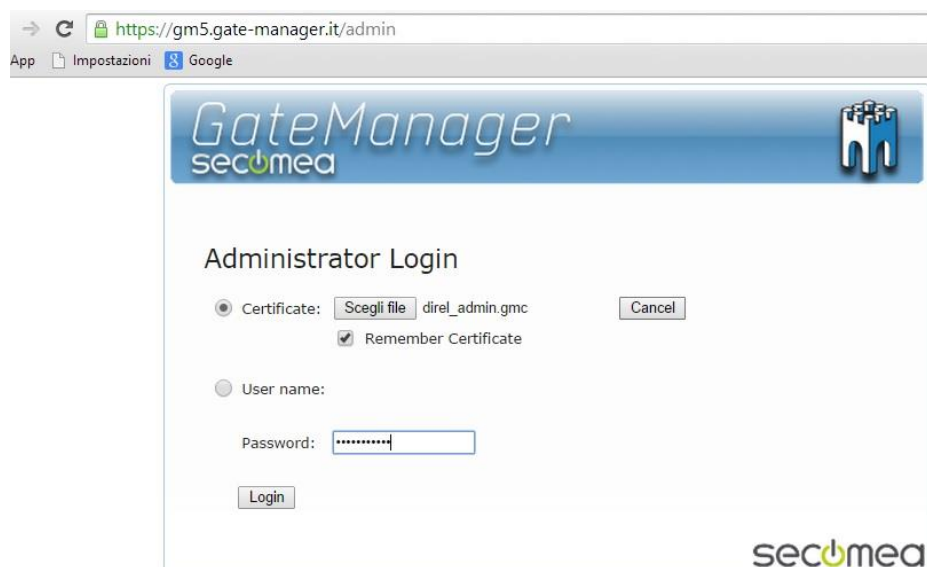 https://gm5.gate-manager.it/admin
App Impostazioni Google
GateManager
secomea
Administrator Login
Certificate: Scegli file direl_admin.gmc Cancel
Remember Certificate
User name:
Password: •••••••••••
Login
secomea